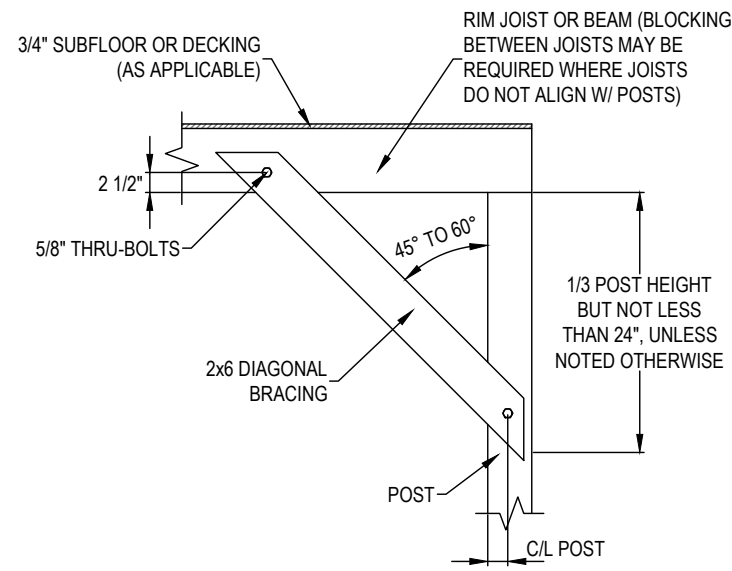 3/4" SUBFLOOR OR DECKING
(AS APPLICABLE)
RIM JOIST OR BEAM (BLOCKING
BETWEEN JOISTS MAY BE
REQUIRED WHERE JOISTS
DO NOT ALIGN W/ POSTS)
2 1/2"
5/8" THRU-BOLTS
45° TO 60°
1/3 POST HEIGHT
BUT NOT LESS
THAN 24", UNLESS
NOTED OTHERWISE
2x6 DIAGONAL
BRACING
POST
C/L POST